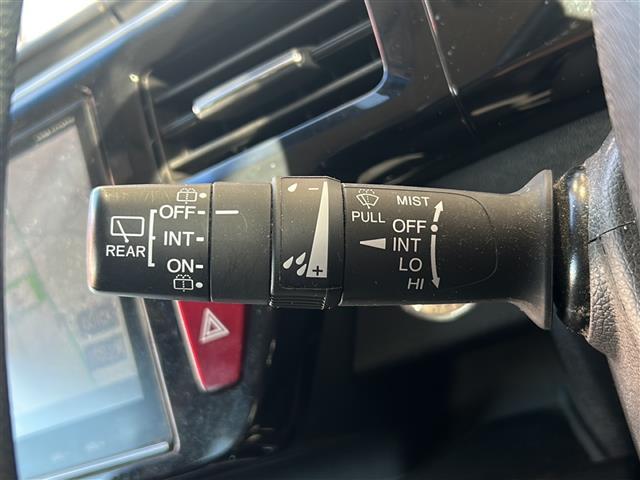 OFF
INT
REAR
ON
-
+
PULL
MIST
OFF
INT
LO
HI